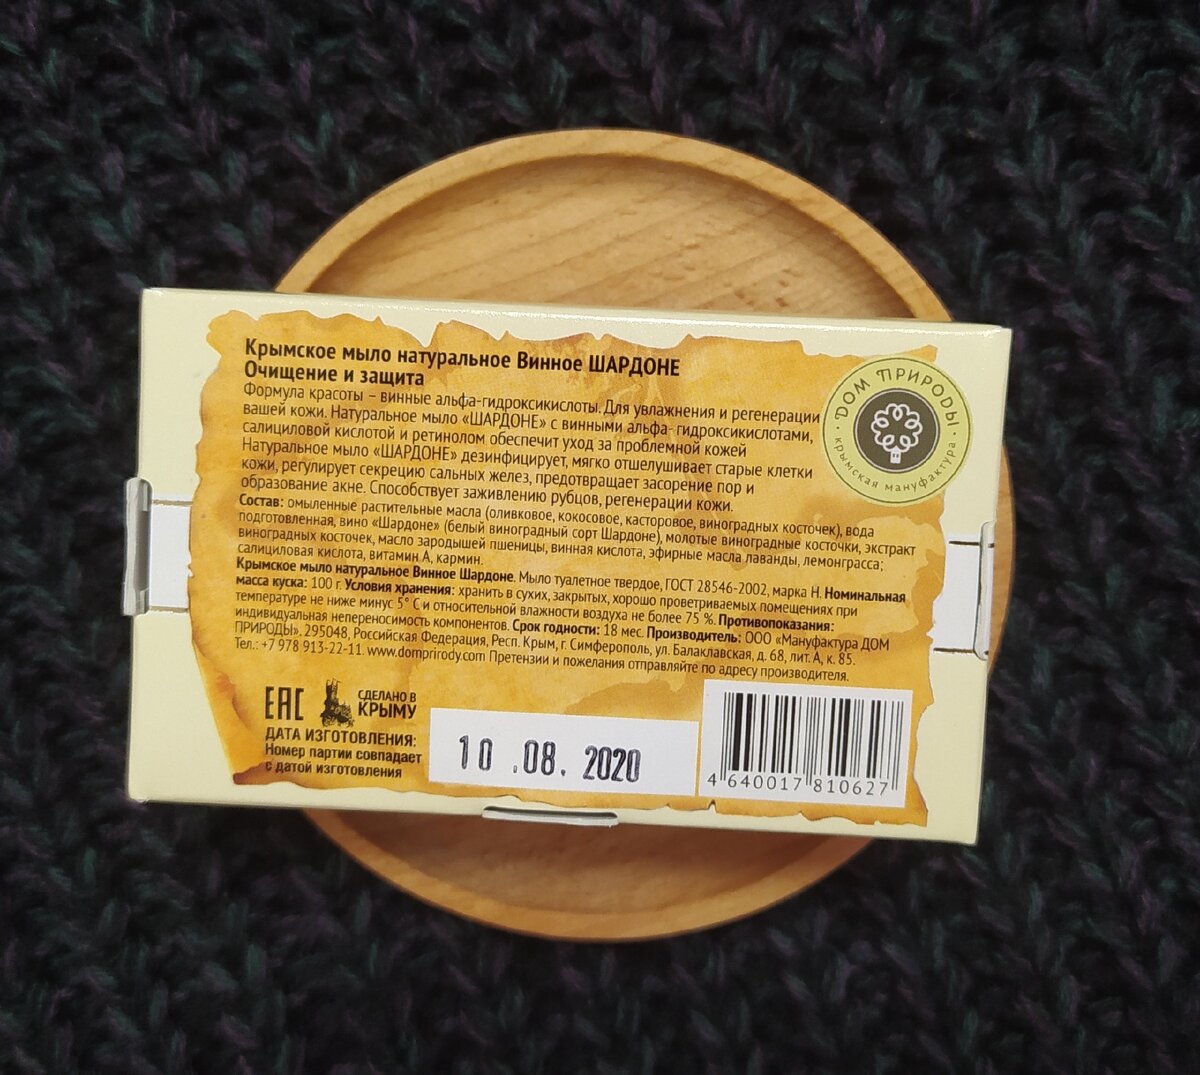 Крымское мыло натуральное Винное ШАРДОНЕ
Очищение и защита
Формула красоты – винные альфа-гидроксикислоты. Для увлажнения и регенерации
вашей кожи. Натуральное мыло «ШАРДОНЕ» с винными альфа- гидроксикислотами,
салициловой кислотой и ретинолом обеспечит уход за проблемной кожей
Натуральное мыло «ШАРДОНЕ» дезинфицирует, мягко отшелушивает старые клетки
кожи, регулирует секрецию сальных желез, предотвращает засорение пор и
образование акне. Способствует заживлению рубцов, регенерации кожи.
Состав: омыленные растительные масла (оливковое, кокосовое, касторовое, виноградных косточек), вода
подготовленная, вино «Шардоне» (белый виноградный сорт Шардоне), молотые виноградные косточки, экстракт
виноградных косточек, масло зародышей пшеницы, винная кислота, эфирные масла лаванды, лемонграсса;
салициловая кислота, витамин А, кармин.
Крымское мыло натуральное Винное Шардоне. Мыло туалетное твердое, ГОСТ 28546-2002, марка Н. Номинальная
масса куска: 100 г. Условия хранения: хранить в сухих, закрытых, хорошо проветриваемых помещениях при
температуре не ниже минус 5° С и относительной влажности воздуха не более 75 %. Противопоказания:
индивидуальная непереносимость компонентов. Срок годности: 18 мес. Производитель: ООО «Мануфактура ДОМ
ПРИРОДЫ». 295048, Российская Федерация, Респ. Крым, г. Симферополь, ул. Балаклавская, д. 68, лит. А, к. 85.
Тел.: +7 978 913-22-11. www.domprirody.com Претензии и пожелания отправляйте по адресу производителя.
ДОМ ПРИРОДЫ
крымская мануфактура
ЕАС
СДЕЛАНО В
КРЫМУ
ДАТА ИЗГОТОВЛЕНИЯ:
Номер партии совпадает
с датой изготовления
10 .08. 2020
4 640017 810627